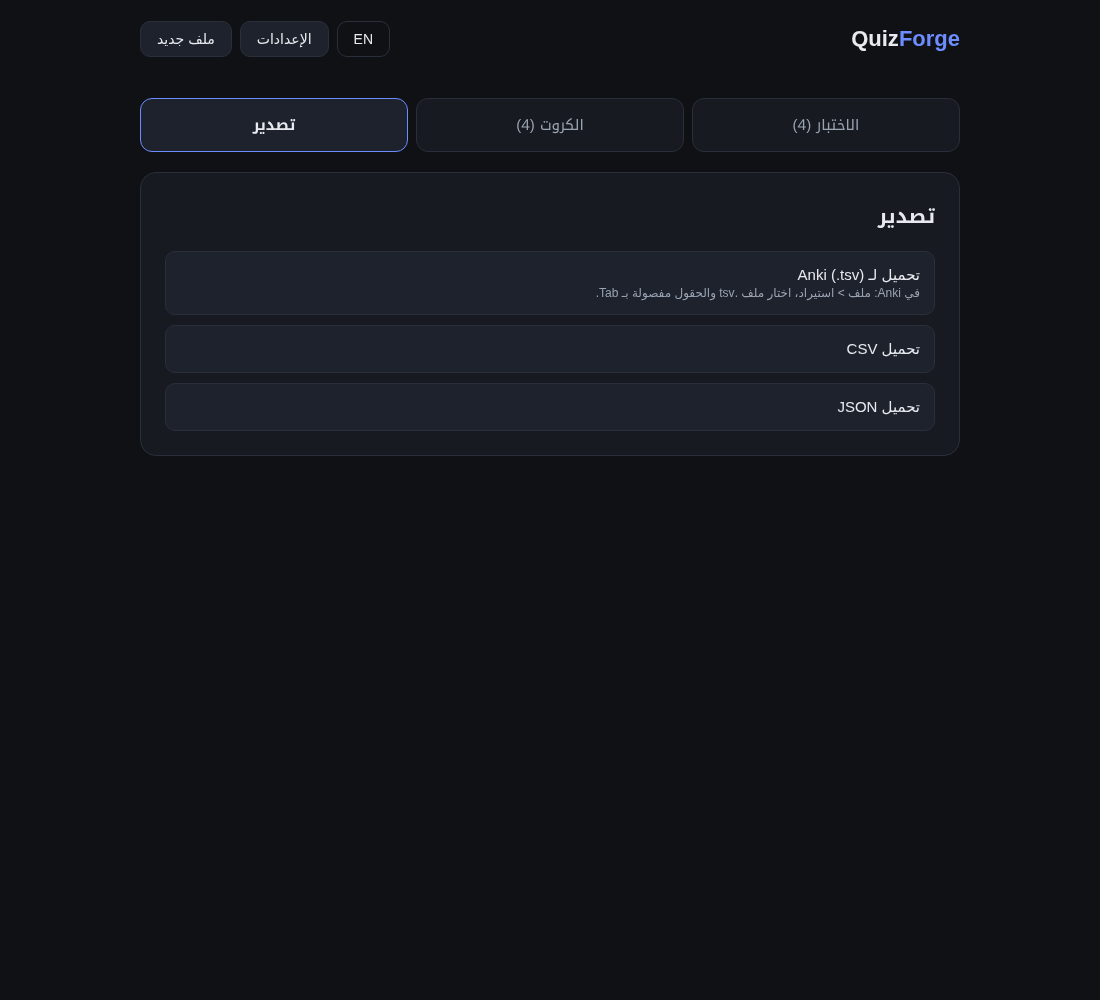 QuizForge
EN
الإعدادات
ملف جديد
الاختبار (4)
الكروت (4)
تصدير
تصدير
تحميل لـ Anki (.tsv)
في Anki: ملف > استيراد، اختار ملف .tsv والحقول مفصولة بـ Tab.
تحميل CSV
تحميل JSON